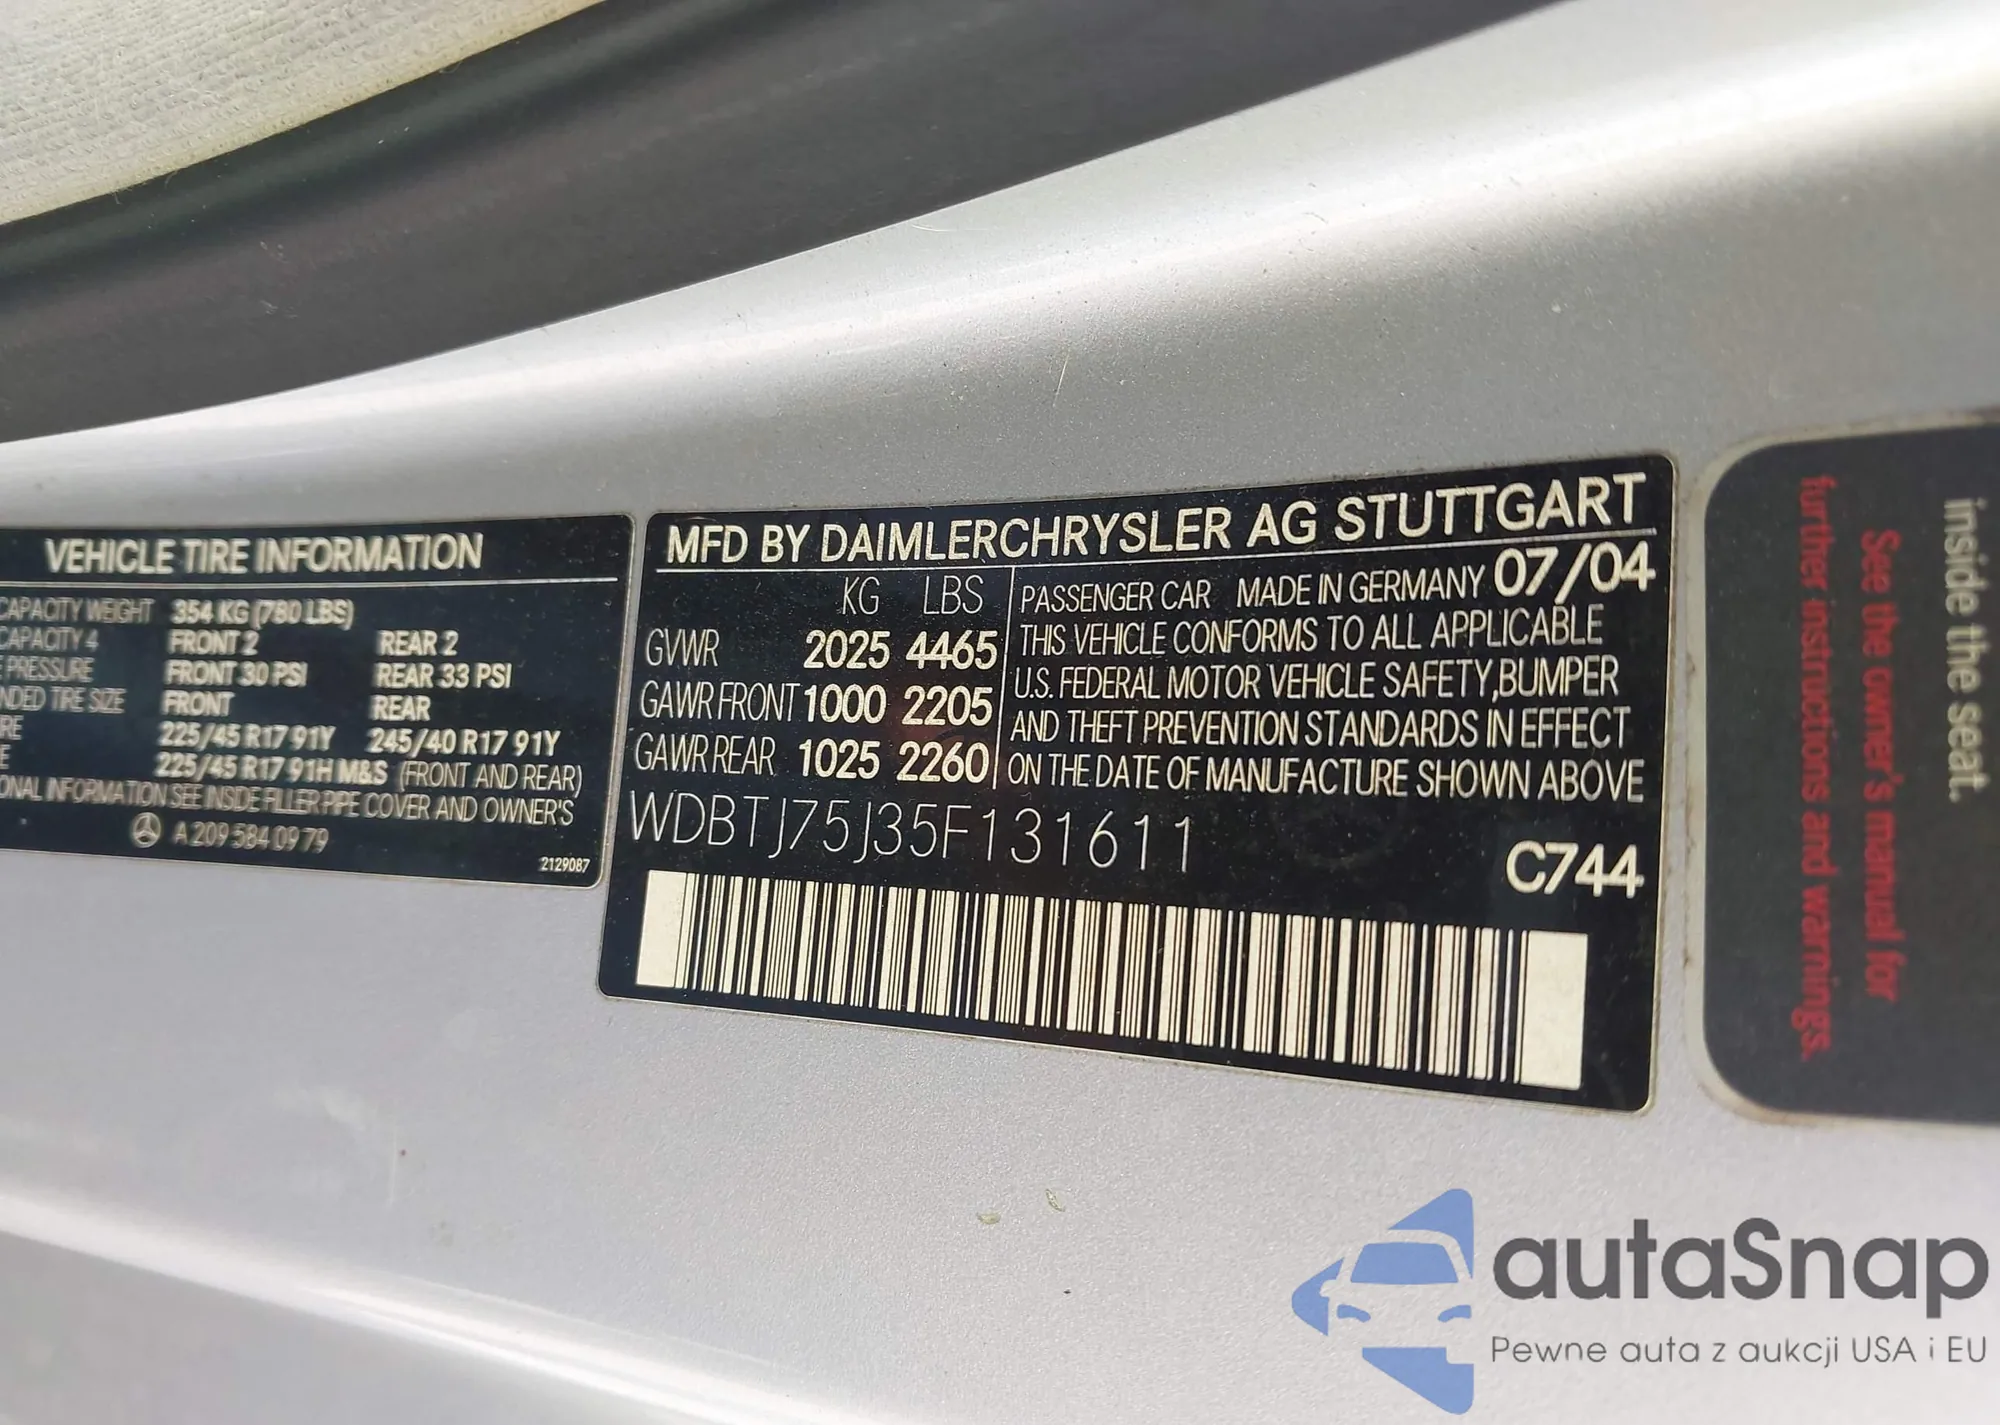 VEHICLE TIRE INFORMATION
CAPACITY WEIGHT 354 KG (780 LBS)
CAPACITY 4 FRONT 2 REAR 2
PRESSURE FRONT 30 PSI REAR 33 PSI
NDED TIRE SIZE FRONT REAR
225/45 R17 91Y 245/40 R17 91Y
225/45 R17 91H M&S (FRONT AND REAR)
ONAL INFORMATION SEE INSIDE FILLER PIPE COVER AND OWNER'S
A 209 584 09 79
2129087
MFD BY DAIMLERCHRYSLER AG STUTTGART
KG LBS
GVWR 2025 4465
GAWR FRONT 1000 2205
GAWR REAR 1025 2260
PASSENGER CAR MADE IN GERMANY 07/04
THIS VEHICLE CONFORMS TO ALL APPLICABLE
U.S. FEDERAL MOTOR VEHICLE SAFETY, BUMPER
AND THEFT PREVENTION STANDARDS IN EFFECT
ON THE DATE OF MANUFACTURE SHOWN ABOVE
WDBTJ75J35F131611
C744
inside the seat.
See the owner's manual for
further instructions and warnings.
autaSnap
Pewne auta z aukcji USA i EU